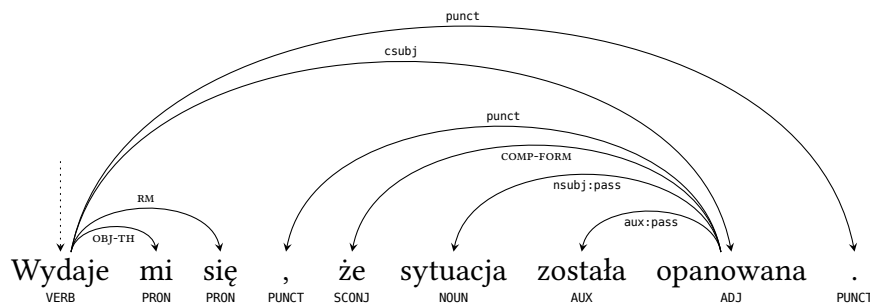 punct
csubj
punct
COMP-FORM
nsubj:pass
RM
aux:pass
OBJ-TH
Wydaje mi się , że sytuacja została opanowana .
VERB PRON PRON PUNCT SCONJ NOUN AUX ADJ PUNCT